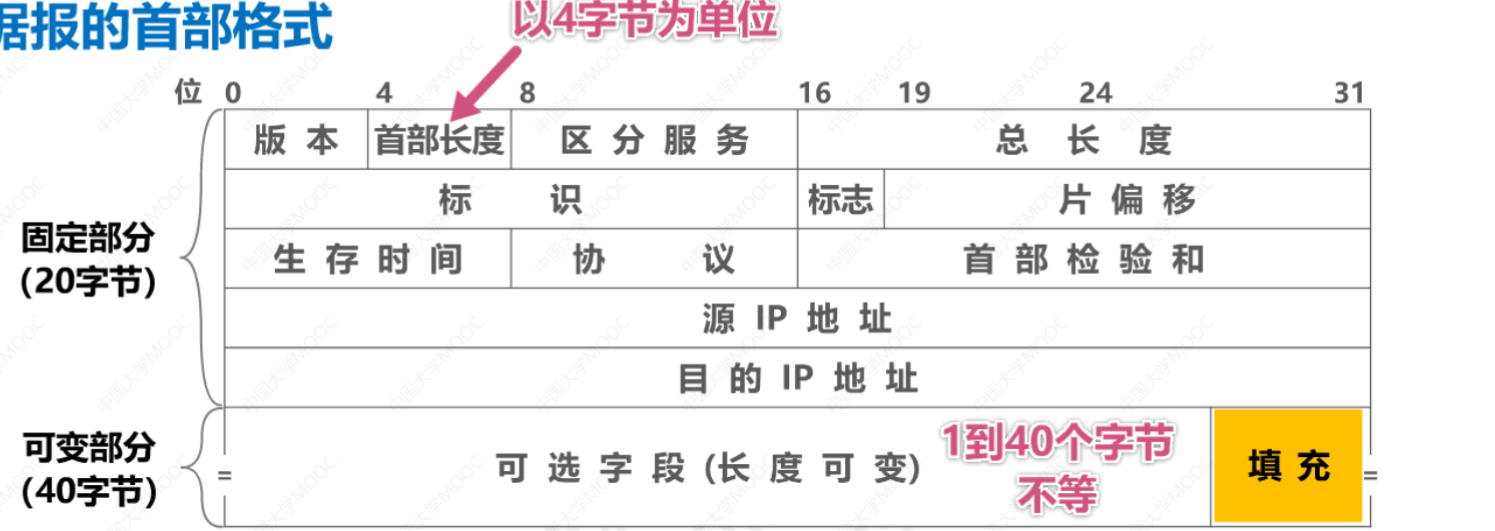 据报的首部格式
以4字节为单位
位 0 4 8 16 19 24 31
版 本 首部长度 区 分 服 务 总 长 度
标 识 标志 片 偏 移
固定部分
(20字节)
生 存 时 间 协 议 首 部 检 验 和
源 IP 地 址
目 的 IP 地 址
可变部分
(40字节)
= 可 选 字 段 (长 度 可 变) 1到40个字节
不等
填 充 =
中国大学MOOC